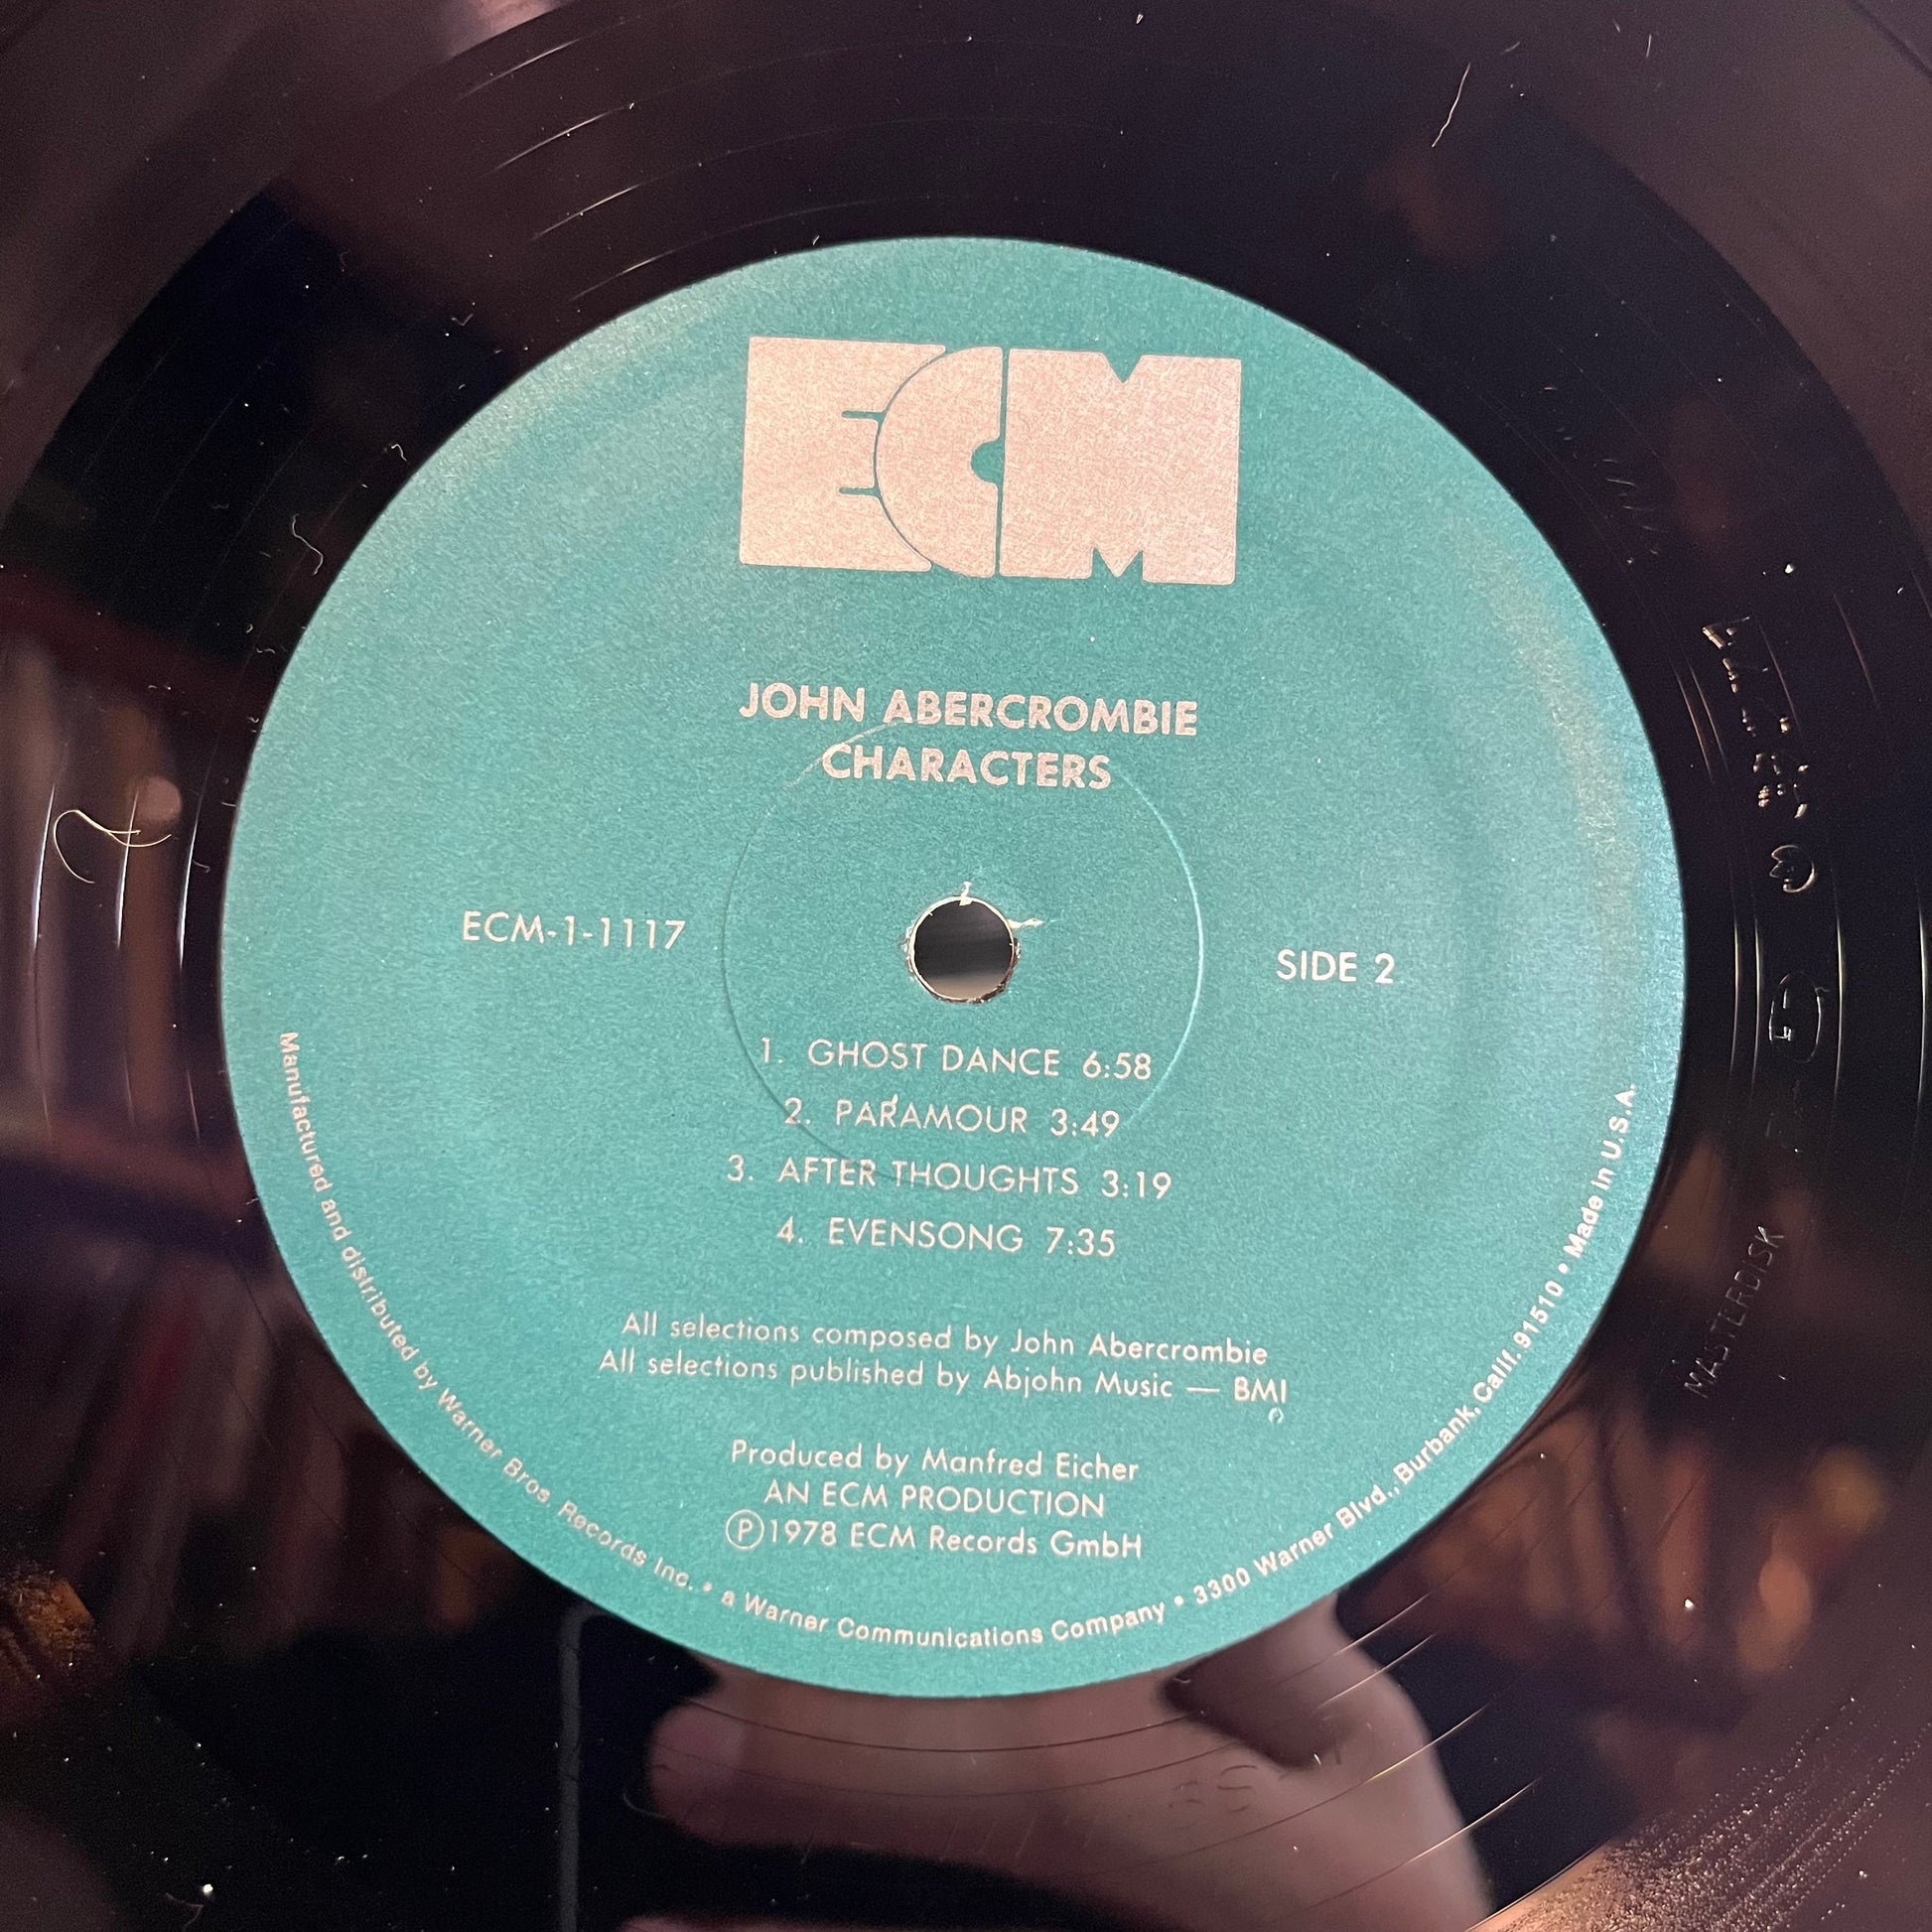 ECM
JOHN ABERCROMBIE
CHARACTERS
ECM-1-1117
SIDE 2
1. GHOST DANCE 6:58
2. PARAMOUR 3:49
3. AFTER THOUGHTS 3:19
4. EVENSONG 7:35
All selections composed by John Abercrombie
All selections published by Abjohn Music — BMI
Produced by Manfred Eicher
AN ECM PRODUCTION
Ⓟ1978 ECM Records GmbH
Manufactured and distributed by Warner Bros. Records Inc. • a Warner Communications Company • 3300 Warner Blvd., Burbank, Calif. 91510 • Made in U.S.A.
MASTERDISK